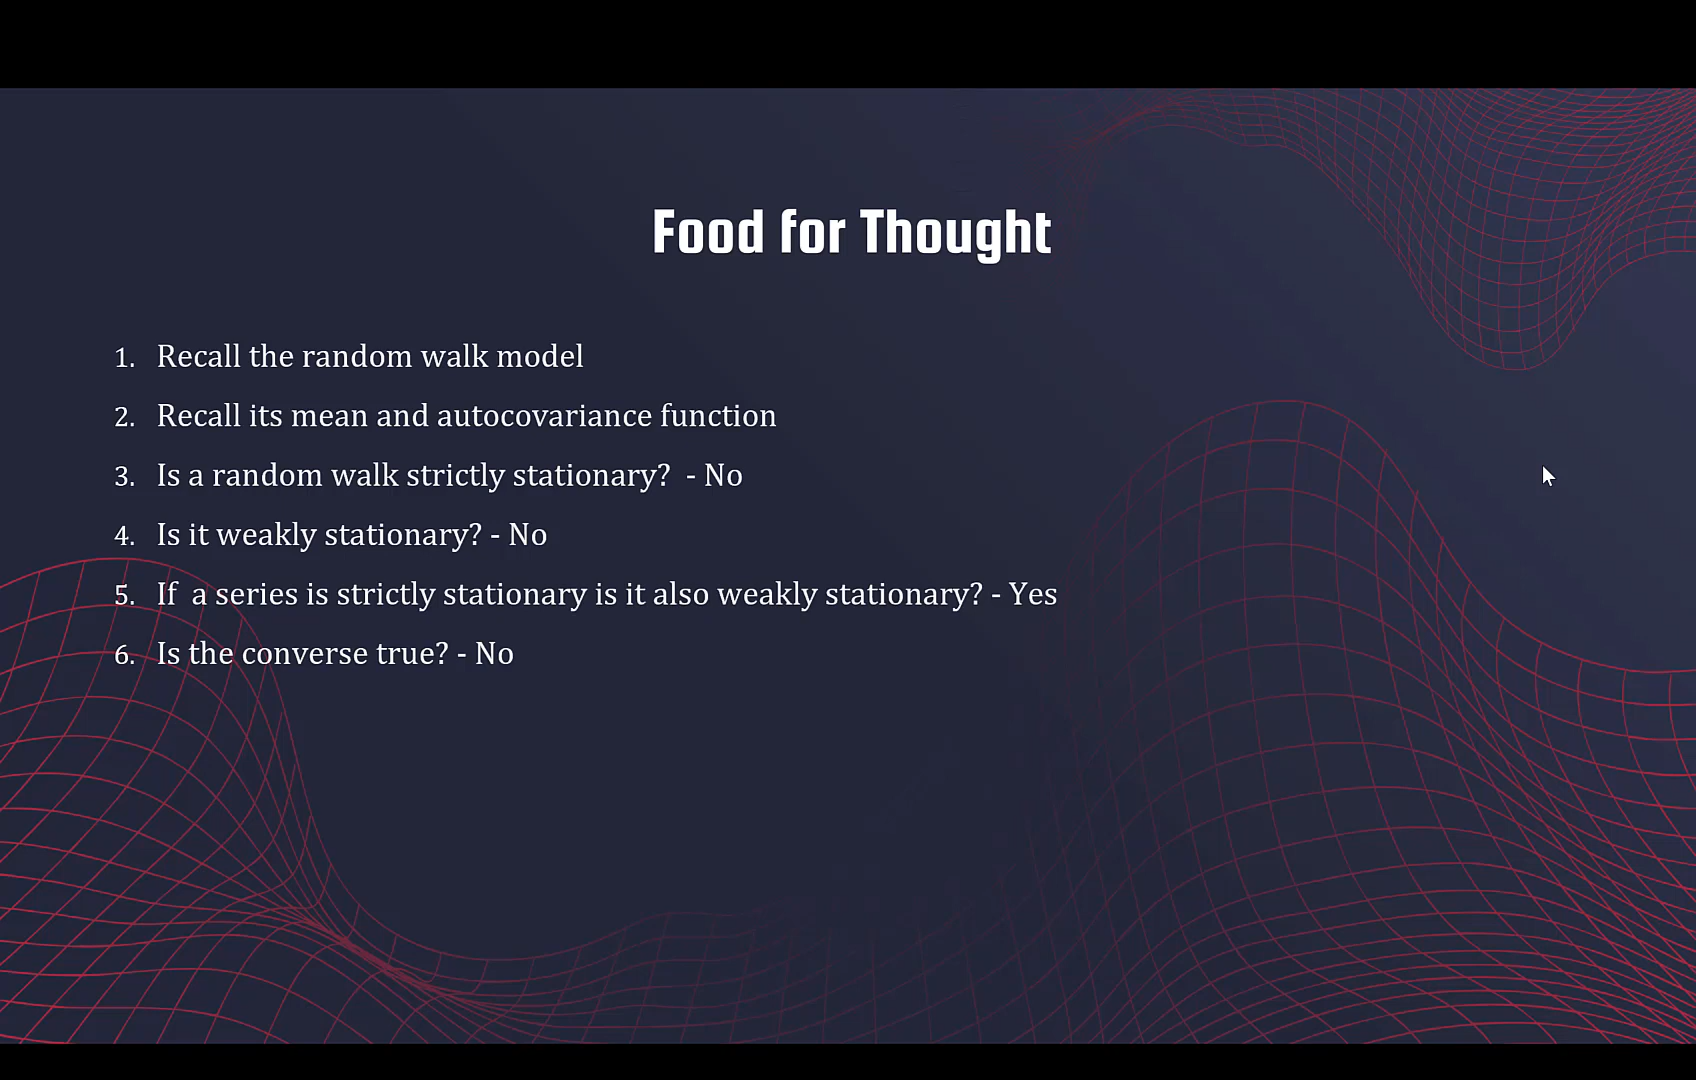 Food for Thought
1. Recall the random walk model
2. Recall its mean and autocovariance function
3. Is a random walk strictly stationary?  - No
4. Is it weakly stationary? - No
5. If  a series is strictly stationary is it also weakly stationary? - Yes
6. Is the converse true? - No